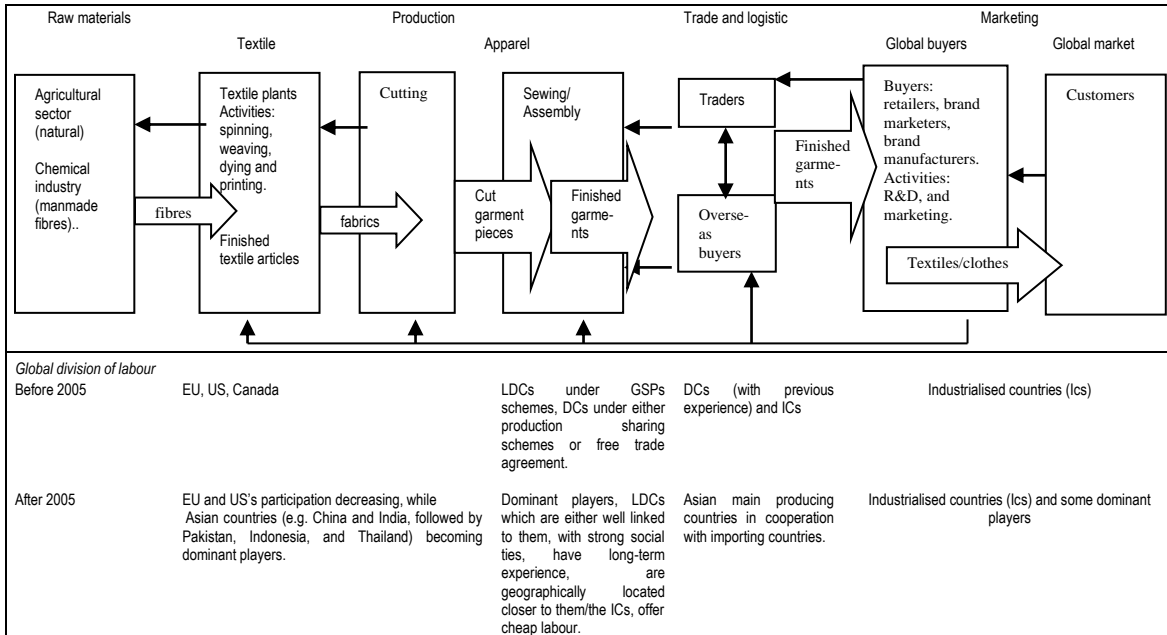 Raw materials
Production
Trade and logistic
Marketing
Textile
Apparel
Global buyers
Global market
Agricultural
sector
(natural)
Chemical
industry
(manmade
fibres)..
fibres
Textile plants
Activities:
spinning,
weaving,
dying and
printing.
Finished
textile articles
fabrics
Cutting
Cut
garment
pieces
Sewing/
Assembly
Finished
garme-
nts
Traders
Overse-
as
buyers
Finished
garme-
nts
Buyers:
retailers, brand
marketers,
brand
manufacturers.
Activities:
R&D, and
marketing.
Textiles/clothes
Customers
Global division of labour
Before 2005
EU, US, Canada
LDCs under GSPs
schemes, DCs under either
production sharing
schemes or free trade
agreement.
DCs (with previous
experience) and ICs
Industrialised countries (Ics)
After 2005
EU and US's participation decreasing, while
Asian countries (e.g. China and India, followed by
Pakistan, Indonesia, and Thailand) becoming
dominant players.
Dominant players, LDCs
which are either well linked
to them, with strong social
ties, have long-term
experience, are
geographically located
closer to them/the ICs, offer
cheap labour.
Asian main producing
countries in cooperation
with importing countries.
Industrialised countries (Ics) and some dominant
players